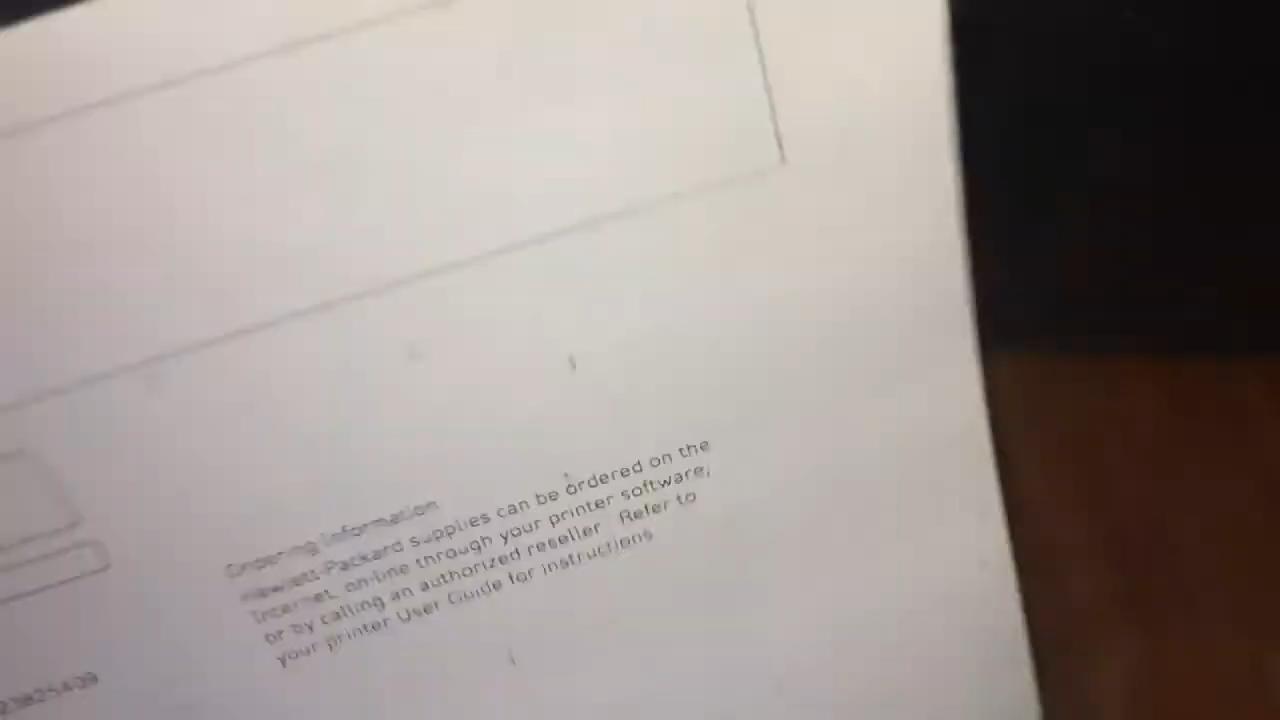 Ordering Information
Hewlett-Packard supplies can be ordered on the
Internet, on-line through your printer software,
or by calling an authorized reseller. Refer to
your printer User Guide for instructions.